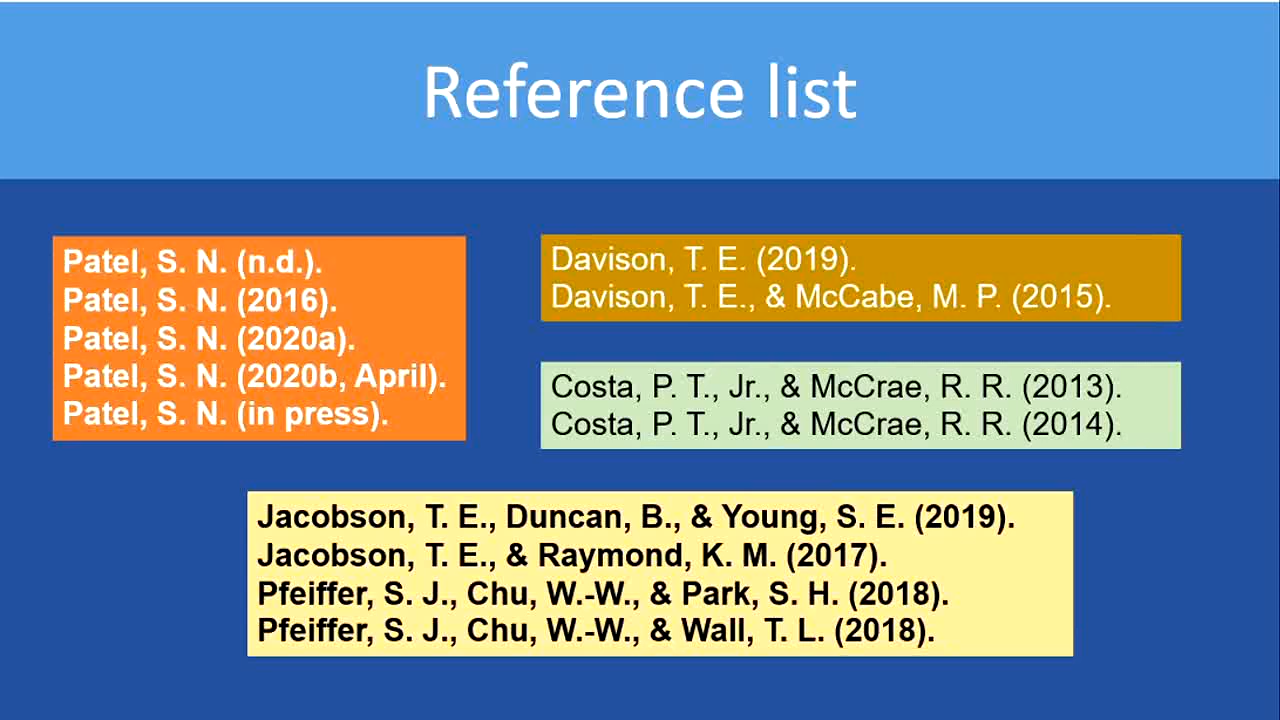 Reference list
Patel, S. N. (n.d.).
Patel, S. N. (2016).
Patel, S. N. (2020a).
Patel, S. N. (2020b, April).
Patel, S. N. (in press).
Davison, T. E. (2019).
Davison, T. E., & McCabe, M. P. (2015).
Costa, P. T., Jr., & McCrae, R. R. (2013).
Costa, P. T., Jr., & McCrae, R. R. (2014).
Jacobson, T. E., Duncan, B., & Young, S. E. (2019).
Jacobson, T. E., & Raymond, K. M. (2017).
Pfeiffer, S. J., Chu, W.-W., & Park, S. H. (2018).
Pfeiffer, S. J., Chu, W.-W., & Wall, T. L. (2018).